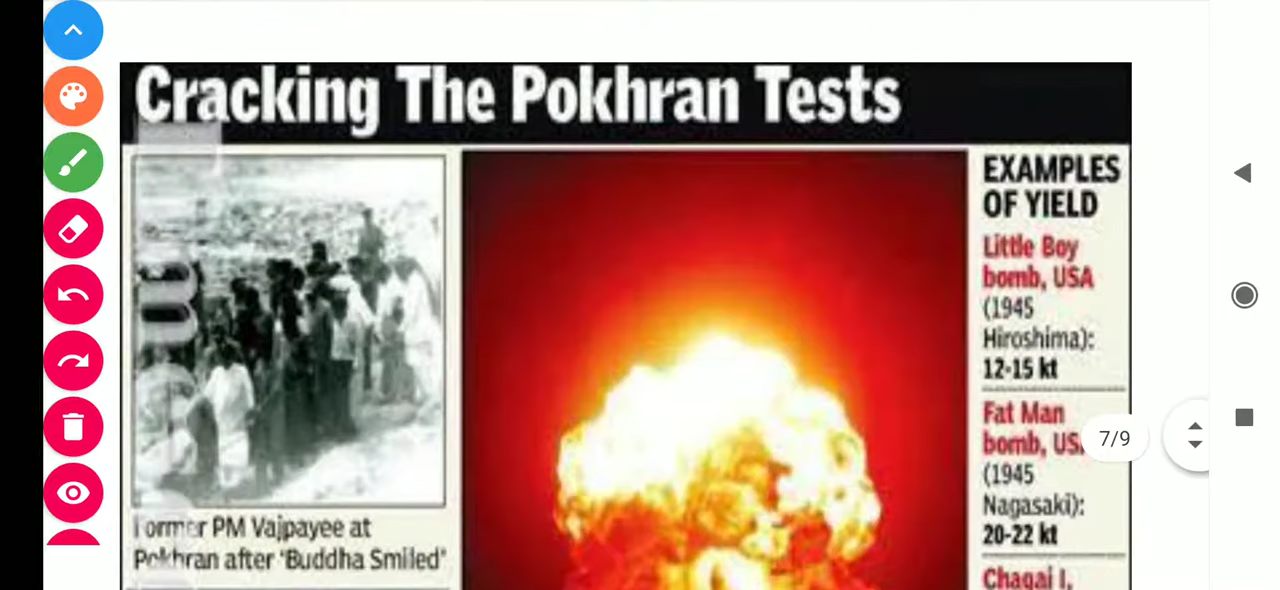 Cracking The Pokhran Tests
Former PM Vajpayee at
Pokhran after 'Buddha Smiled'
EXAMPLES
OF YIELD
Little Boy
bomb, USA
(1945
Hiroshima):
12-15 kt
Fat Man
bomb,
(1945
Nagasaki):
20-22 kt
Chagai I,
7/9